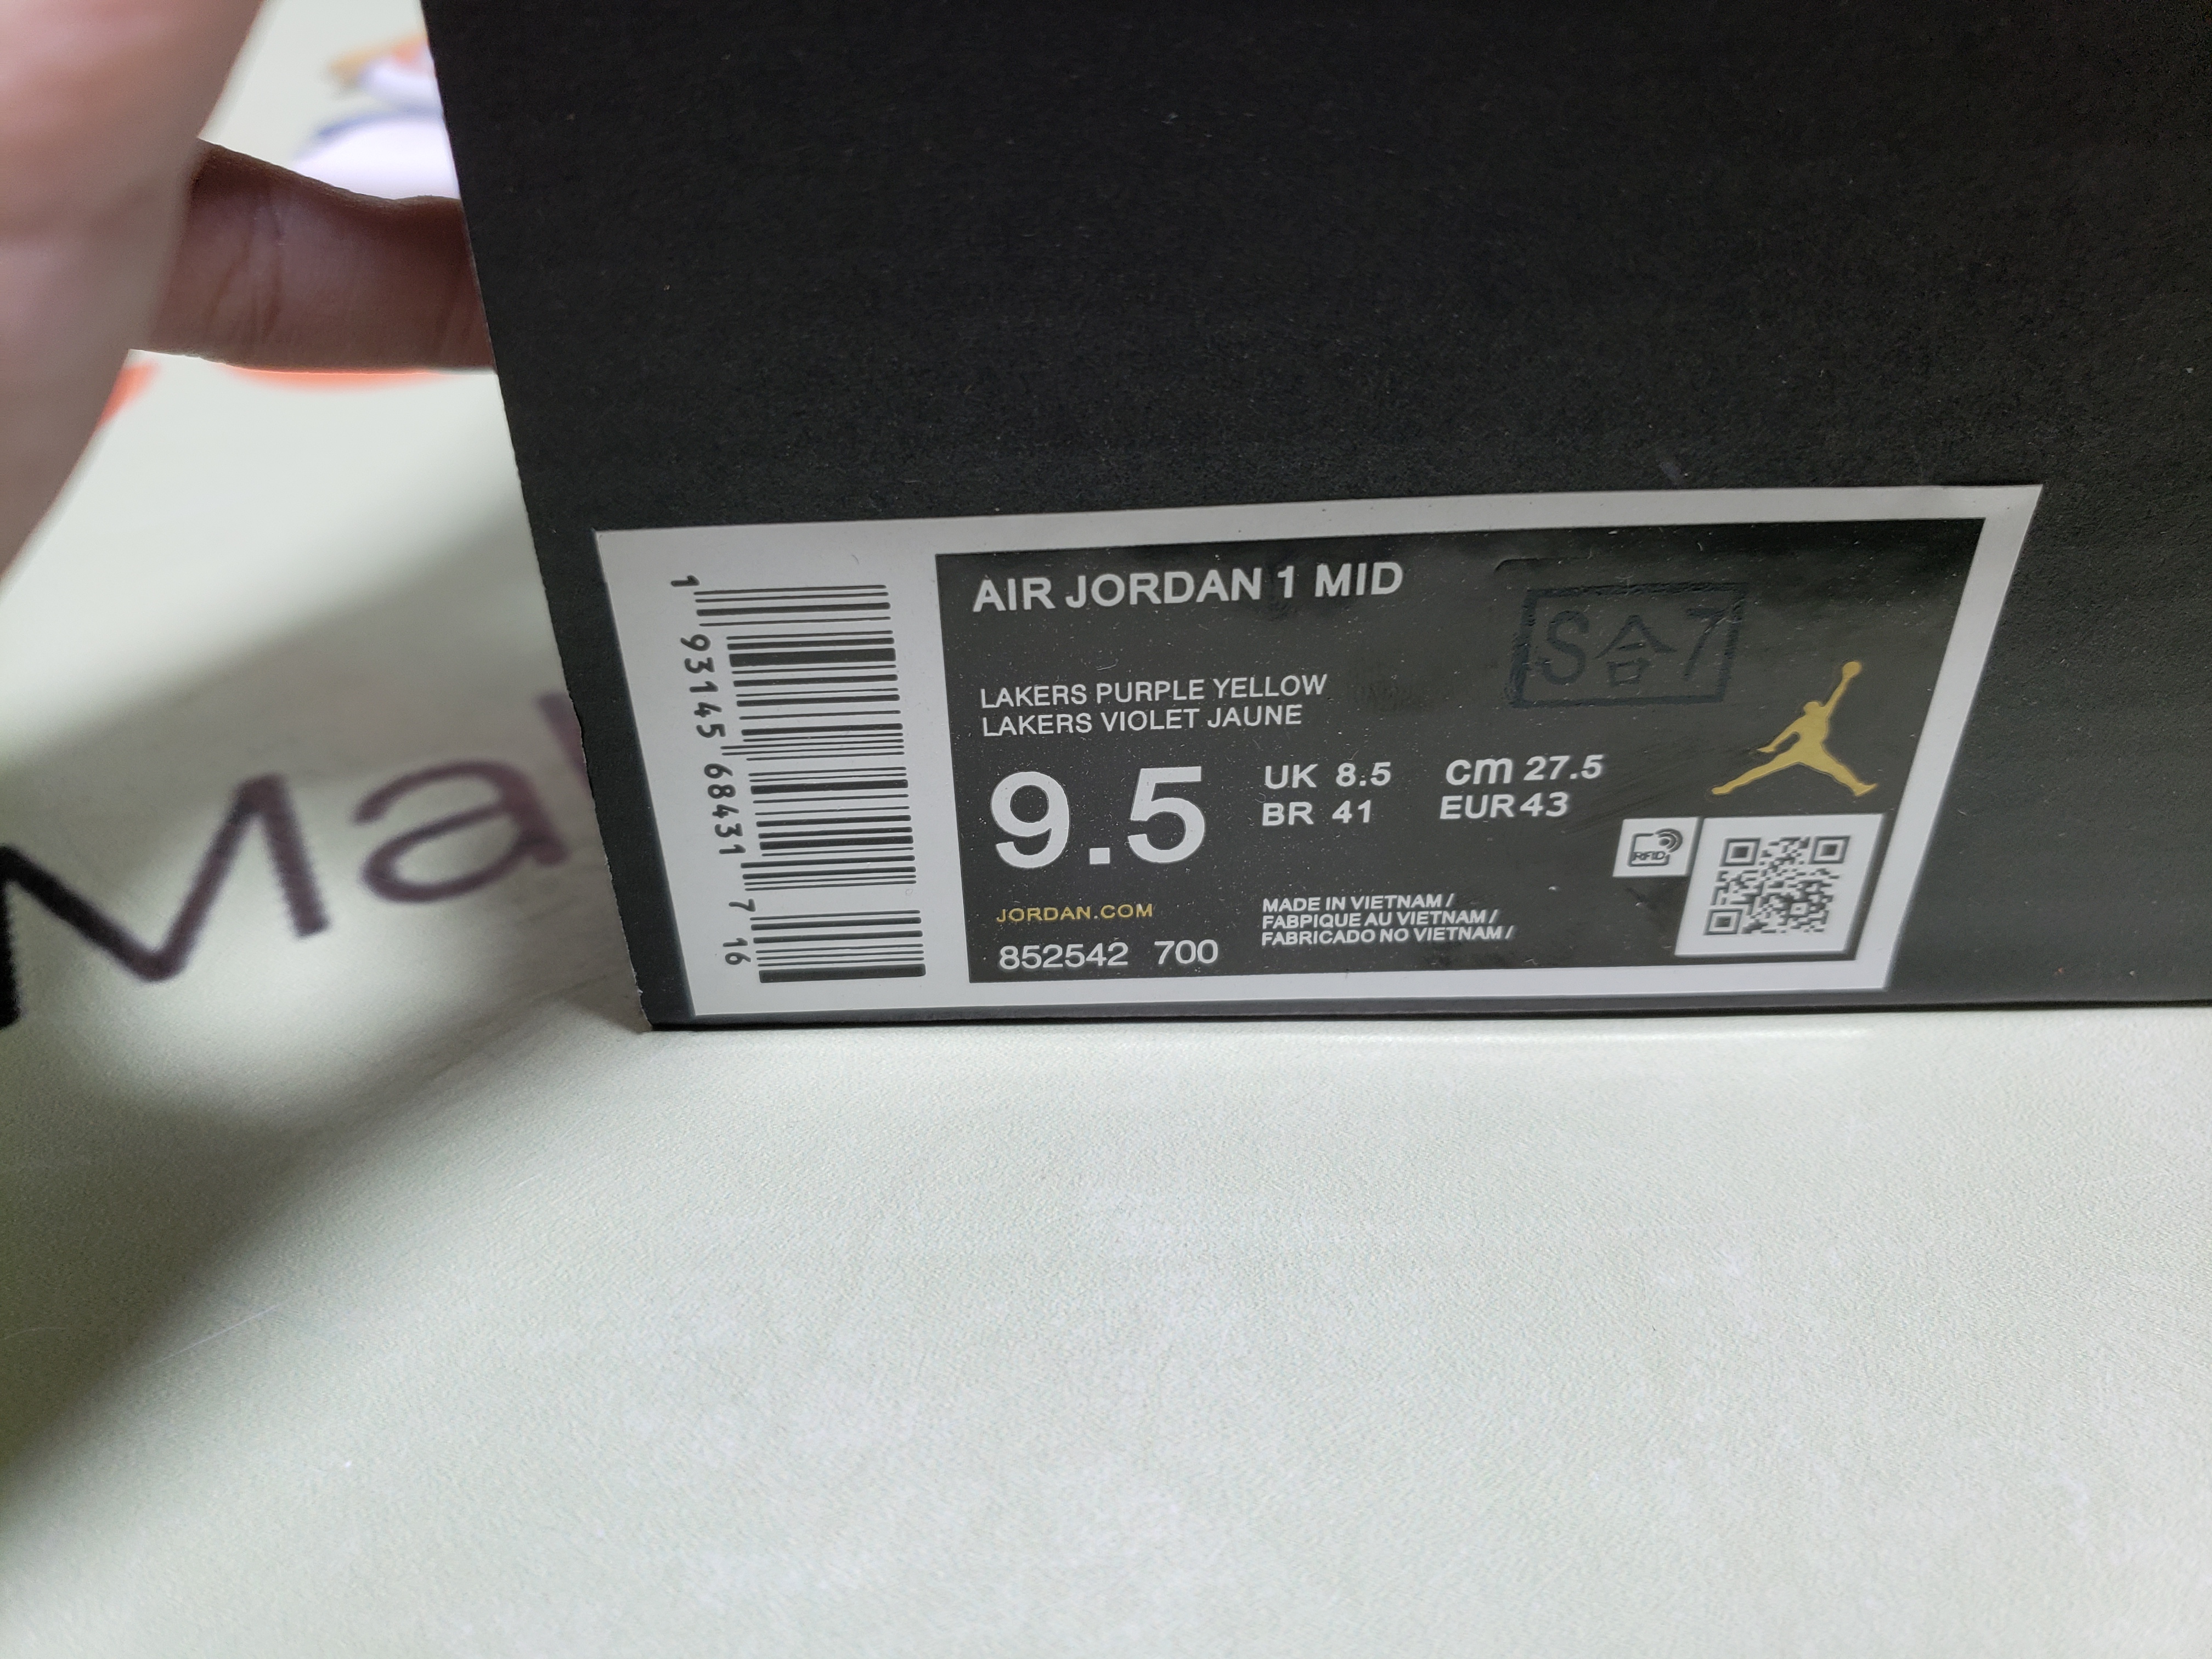 AIR JORDAN 1 MID
S合7
LAKERS PURPLE YELLOW
LAKERS VIOLET JAUNE
9.5
UK 8.5 cm 27.5
BR 41 EUR 43
RFID
JORDAN.COM
852542 700
MADE IN VIETNAM /
FABPIQUE AU VIETNAM /
FABRICADO NO VIETNAM /
1 93145 68431 7 16
Ma